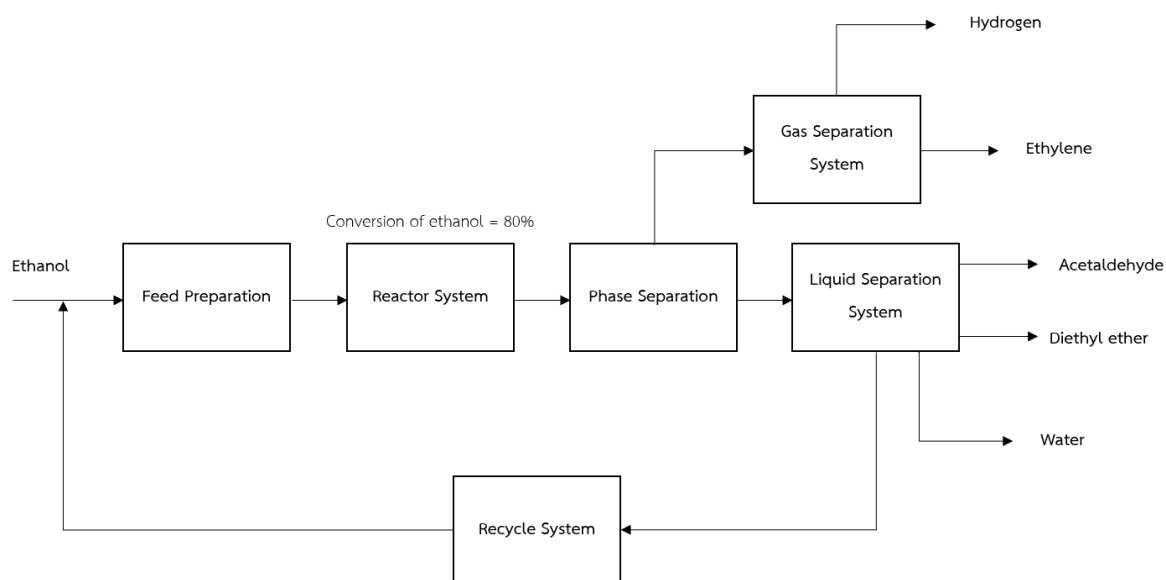 Hydrogen
Gas Separation
System
Ethylene
Conversion of ethanol = 80%
Ethanol
Feed Preparation
Reactor System
Phase Separation
Liquid Separation
System
Acetaldehyde
Diethyl ether
Water
Recycle System